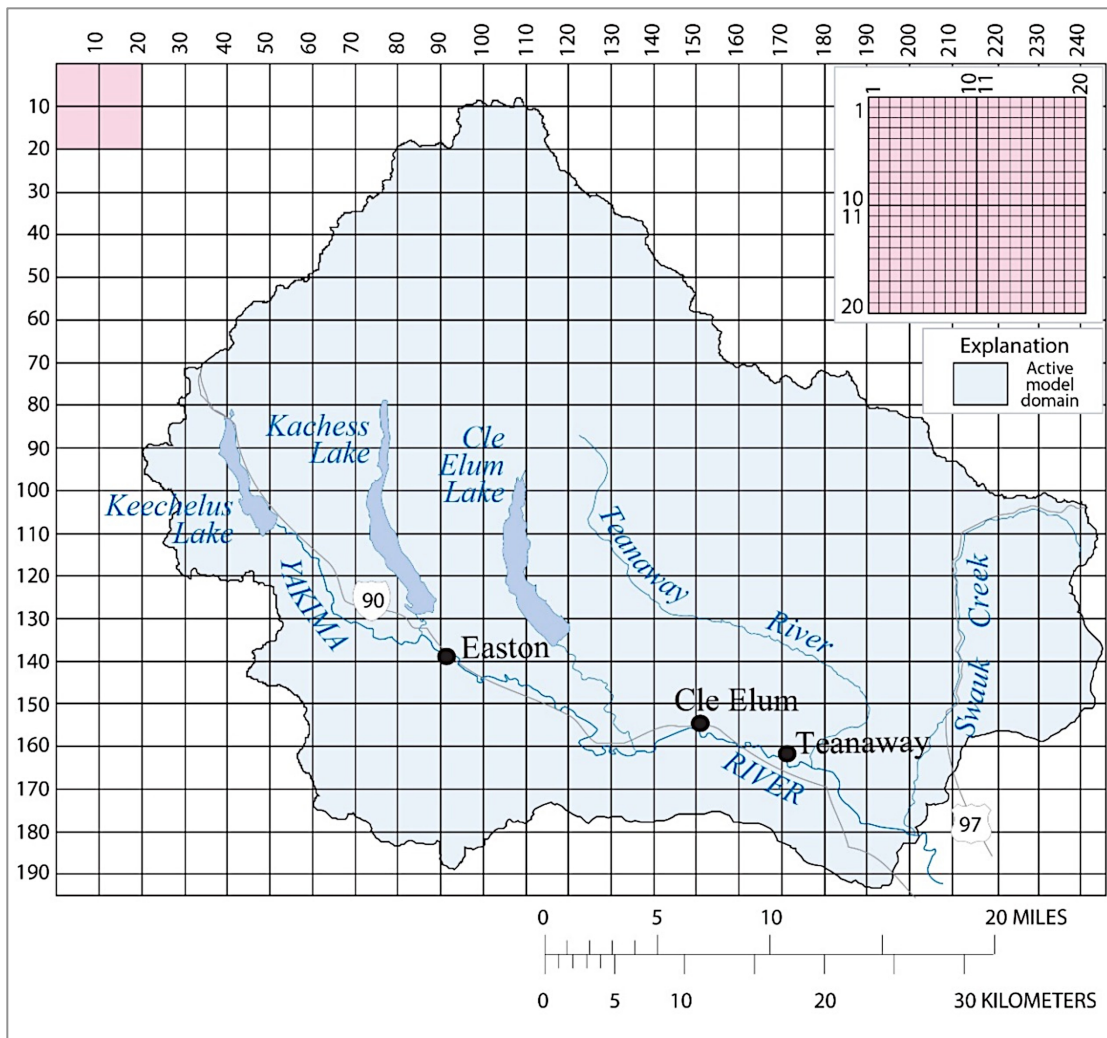 10 20 30 40 50 60 70 80 90 100 110 120 130 140 150 160 170 180 190 200 210 220 230 240
10
20
30
40
50
60
70
80
90
100
110
120
130
140
150
160
170
180
190
1 10 11 20
1
10
11
20
Explanation
Active
model
domain
Kachess
Lake
Cle
Elum
Lake
Keechelus
Lake
YAKIMA
90
Teanaway
River
Swauk Creek
Easton
Cle Elum
Teanaway
RIVER
97
0 5 10 20 MILES
0 5 10 20 30 KILOMETERS